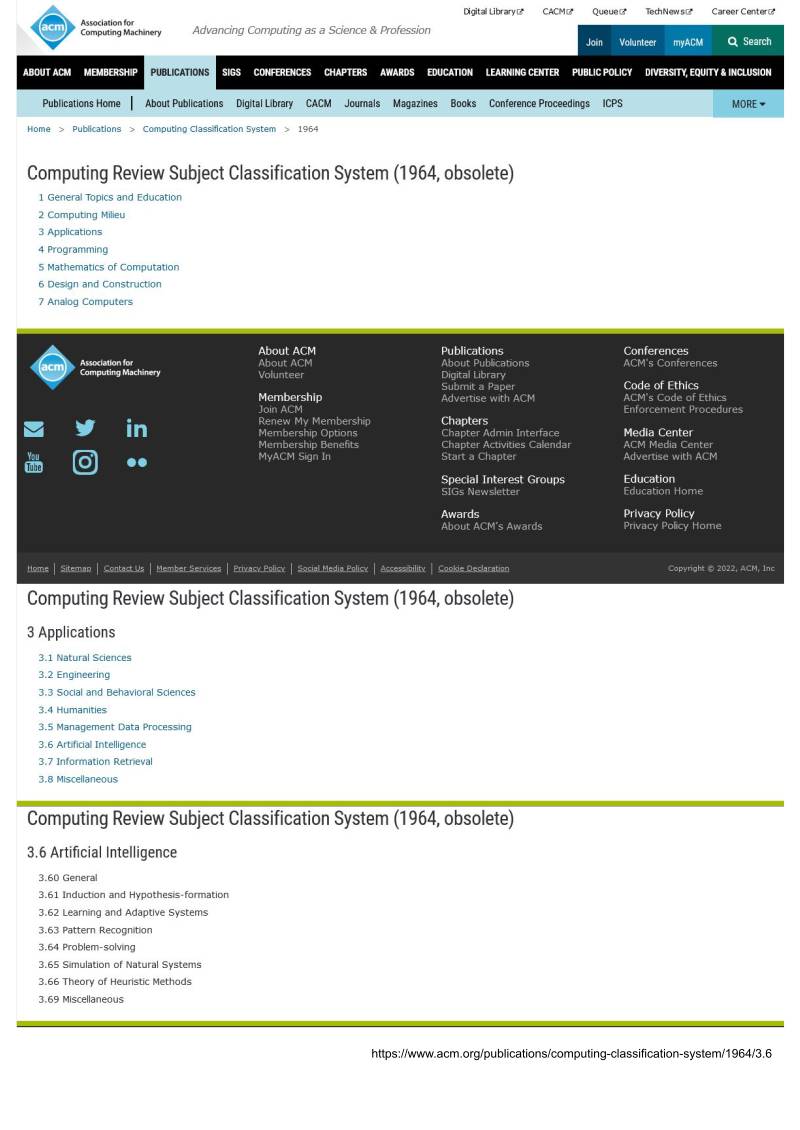 Digital Library CACM Queue TechNews Career Center
acm Association for
Computing Machinery
Advancing Computing as a Science & Profession
Join Volunteer myACM Search
ABOUT ACM MEMBERSHIP PUBLICATIONS SIGS CONFERENCES CHAPTERS AWARDS EDUCATION LEARNING CENTER PUBLIC POLICY DIVERSITY, EQUITY & INCLUSION
Publications Home About Publications Digital Library CACM Journals Magazines Books Conference Proceedings ICPS MORE
Home > Publications > Computing Classification System > 1964
Computing Review Subject Classification System (1964, obsolete)
1 General Topics and Education
2 Computing Milieu
3 Applications
4 Programming
5 Mathematics of Computation
6 Design and Construction
7 Analog Computers
acm Association for
Computing Machinery
You
Tube
About ACM
About ACM
Volunteer
Membership
Join ACM
Renew My Membership
Membership Options
Membership Benefits
MyACM Sign In
Publications
About Publications
Digital Library
Submit a Paper
Advertise with ACM
Chapters
Chapter Admin Interface
Chapter Activities Calendar
Start a Chapter
Special Interest Groups
SIGs Newsletter
Awards
About ACM's Awards
Conferences
ACM's Conferences
Code of Ethics
ACM's Code of Ethics
Enforcement Procedures
Media Center
ACM Media Center
Advertise with ACM
Education
Education Home
Privacy Policy
Privacy Policy Home
Home | Sitemap | Contact Us | Member Services | Privacy Policy | Social Media Policy | Accessibility | Cookie Declaration
Copyright © 2022, ACM, Inc
Computing Review Subject Classification System (1964, obsolete)
3 Applications
3.1 Natural Sciences
3.2 Engineering
3.3 Social and Behavioral Sciences
3.4 Humanities
3.5 Management Data Processing
3.6 Artificial Intelligence
3.7 Information Retrieval
3.8 Miscellaneous
Computing Review Subject Classification System (1964, obsolete)
3.6 Artificial Intelligence
3.60 General
3.61 Induction and Hypothesis-formation
3.62 Learning and Adaptive Systems
3.63 Pattern Recognition
3.64 Problem-solving
3.65 Simulation of Natural Systems
3.66 Theory of Heuristic Methods
3.69 Miscellaneous
https://www.acm.org/publications/computing-classification-system/1964/3.6